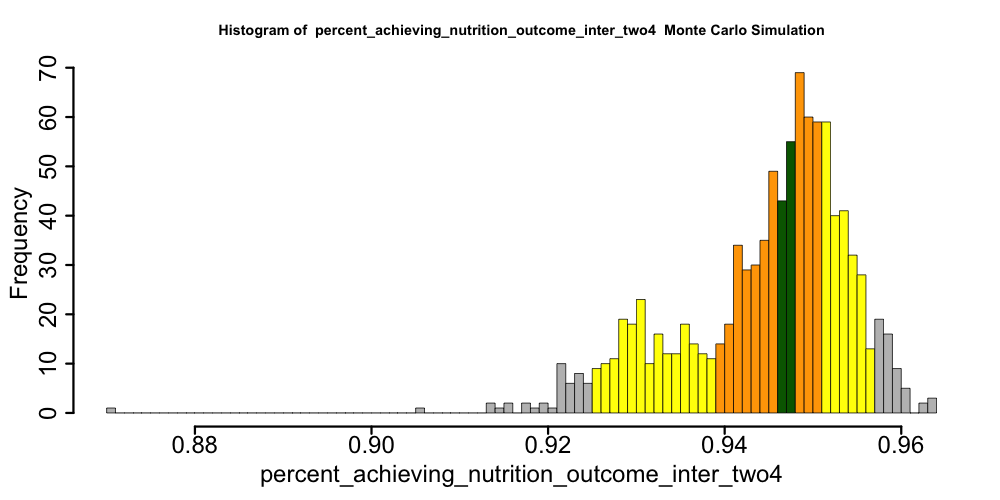 Histogram of percent_achieving_nutrition_outcome_inter_two4 Monte Carlo Simulation
Frequency
70
60
50
40
30
20
10
0
0.88 0.90 0.92 0.94 0.96
percent_achieving_nutrition_outcome_inter_two4